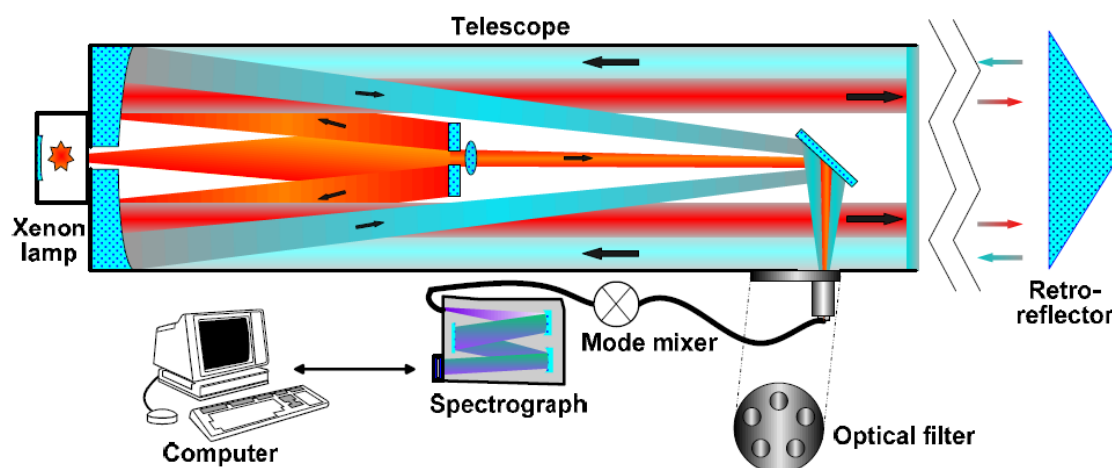 Telescope
Xenon
lamp
Retro-
reflector
Mode mixer
Spectrograph
Optical filter
Computer